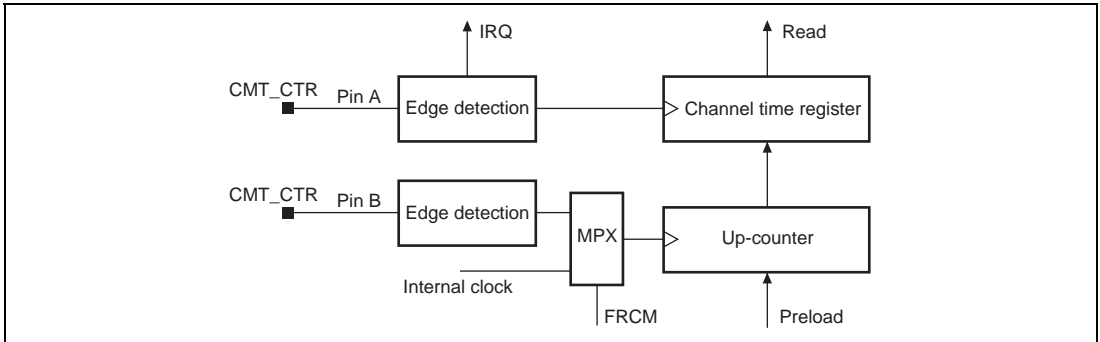 IRQ
Read
CMT_CTR
Pin A
Edge detection
Channel time register
CMT_CTR
Pin B
Edge detection
MPX
Up-counter
Internal clock
FRCM
Preload